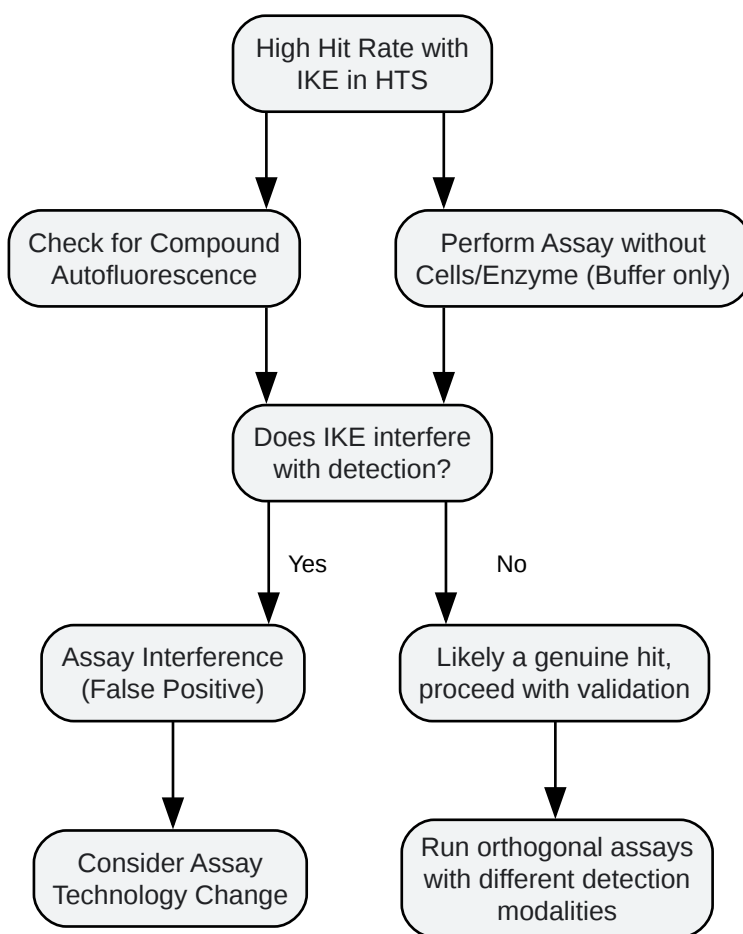 High Hit Rate with
IKE in HTS
Check for Compound
Autofluorescence
Perform Assay without
Cells/Enzyme (Buffer only)
Does IKE interfere
with detection?
Yes
No
Assay Interference
(False Positive)
Likely a genuine hit,
proceed with validation
Consider Assay
Technology Change
Run orthogonal assays
with different detection
modalities